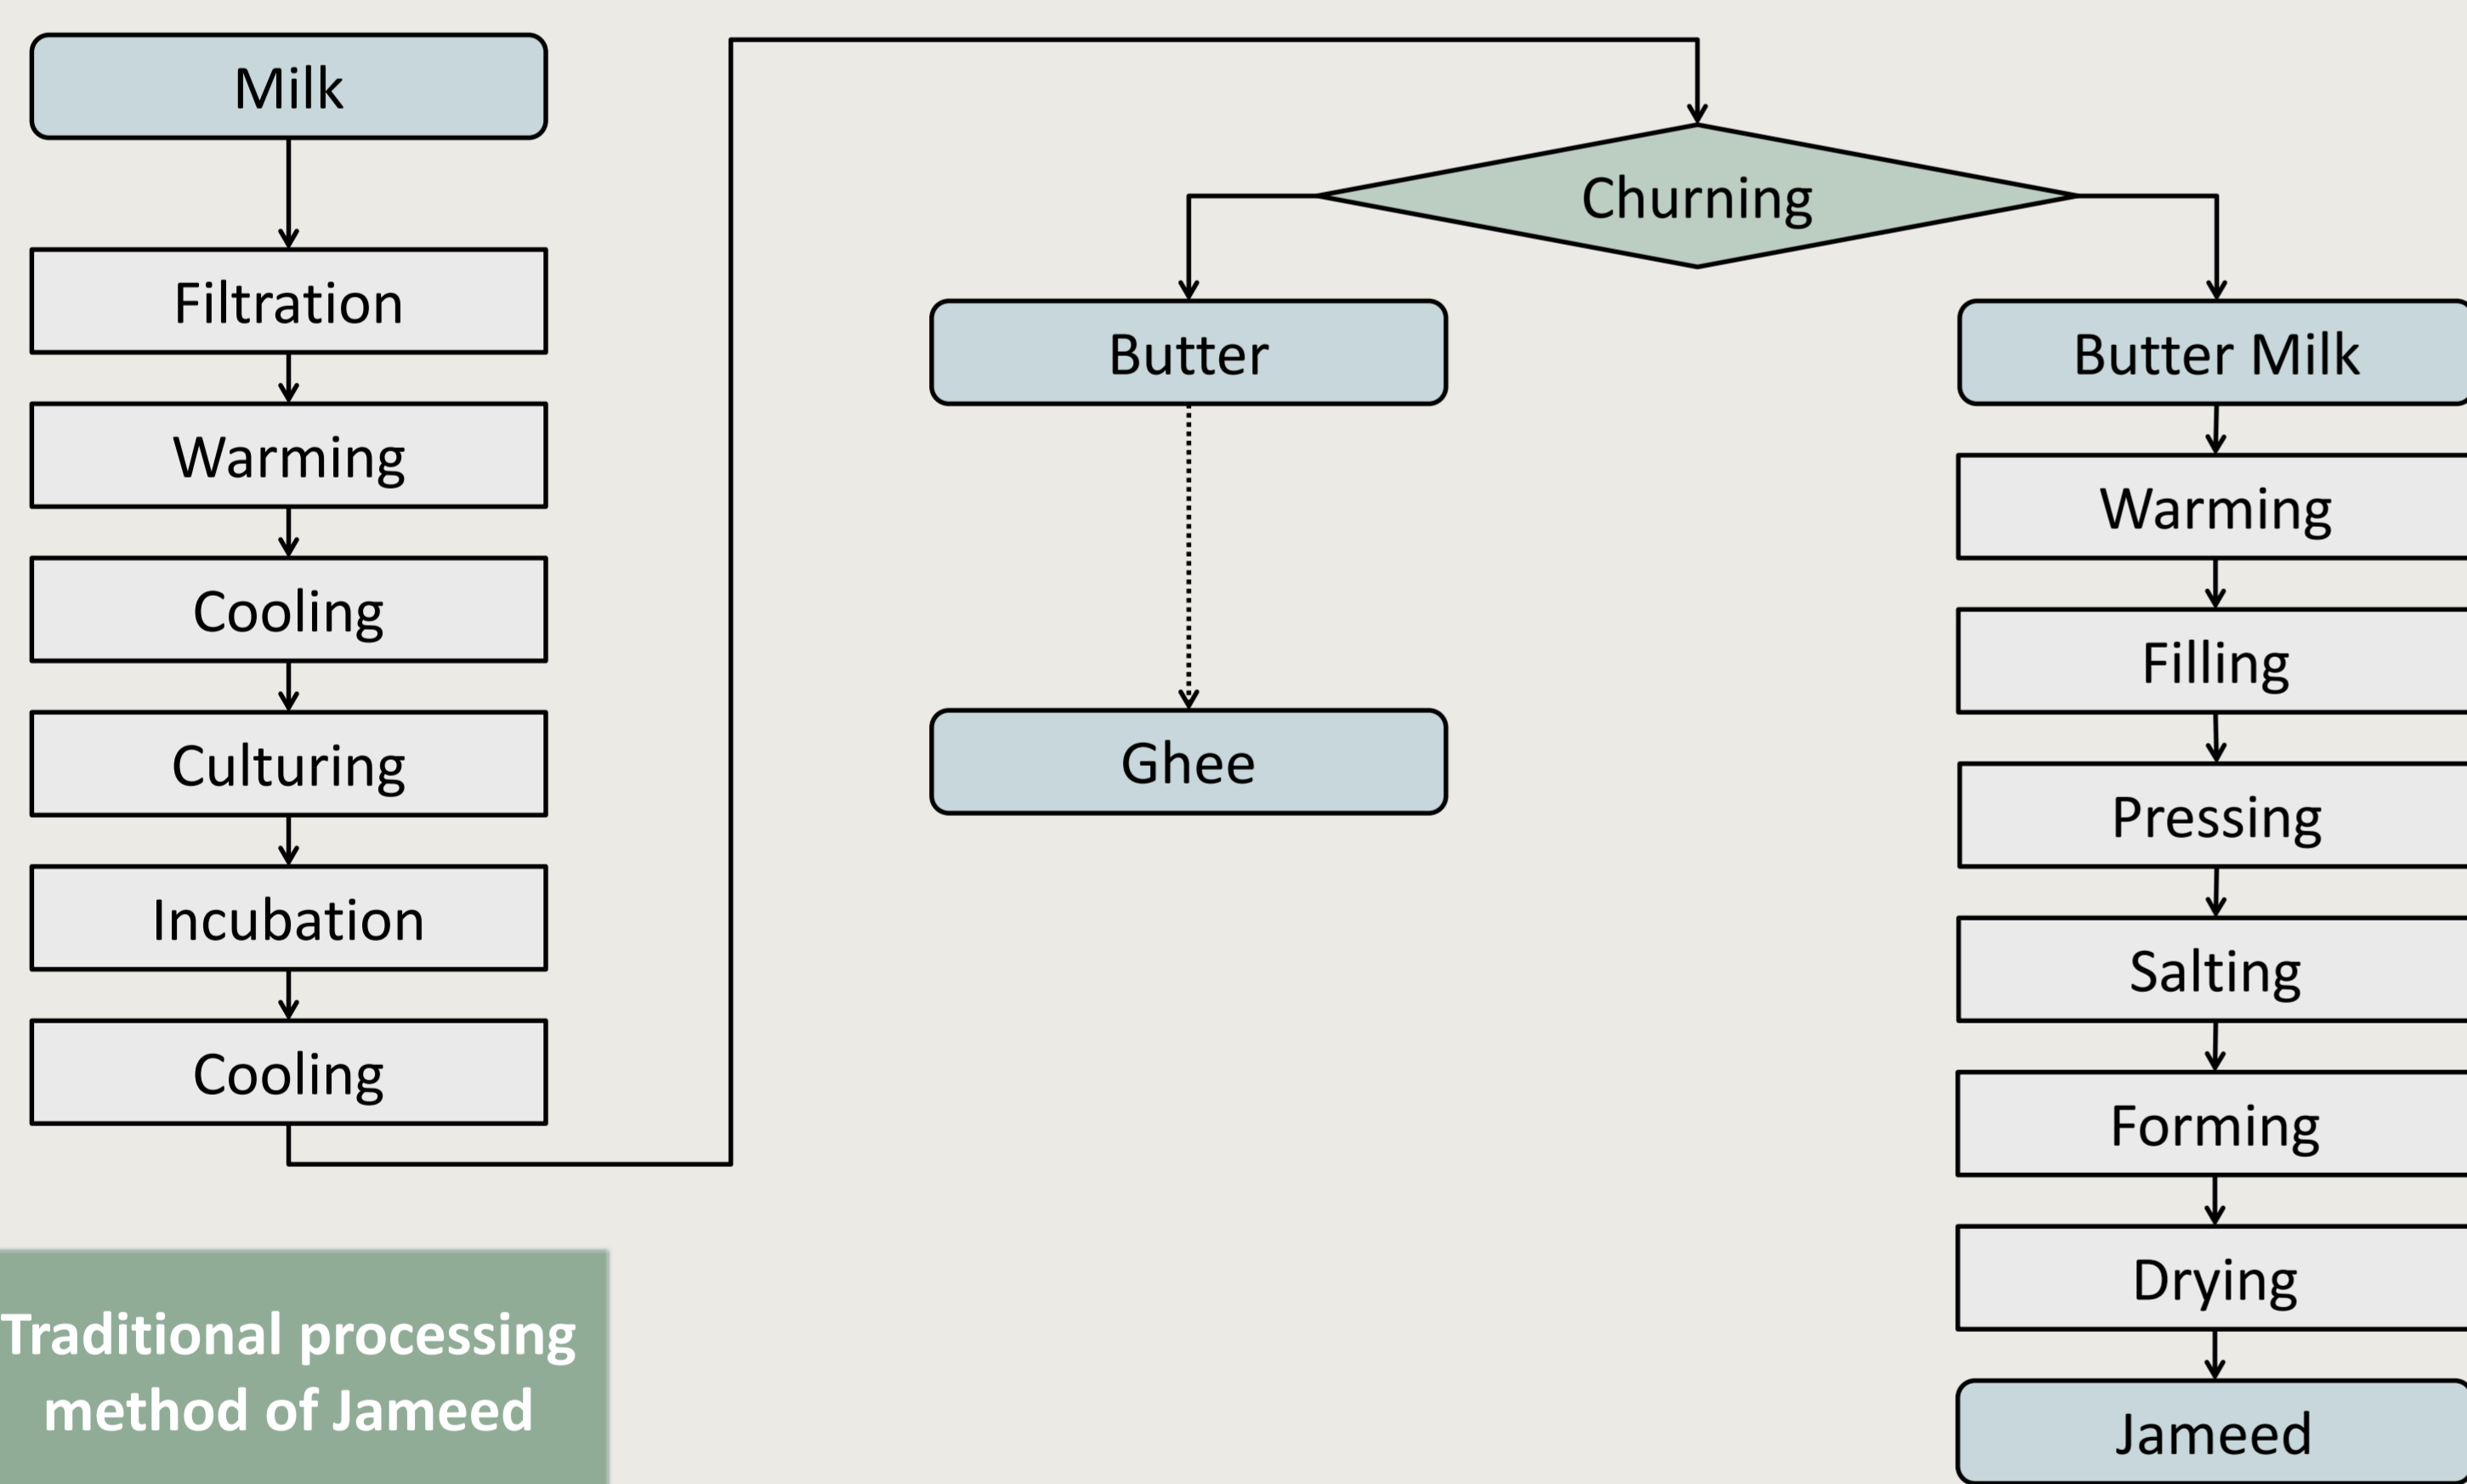 Milk
Filtration
Warming
Cooling
Culturing
Incubation
Cooling
Churning
Butter
Ghee
Butter Milk
Warming
Filling
Pressing
Salting
Forming
Drying
Jameed
Traditional processing
method of Jameed